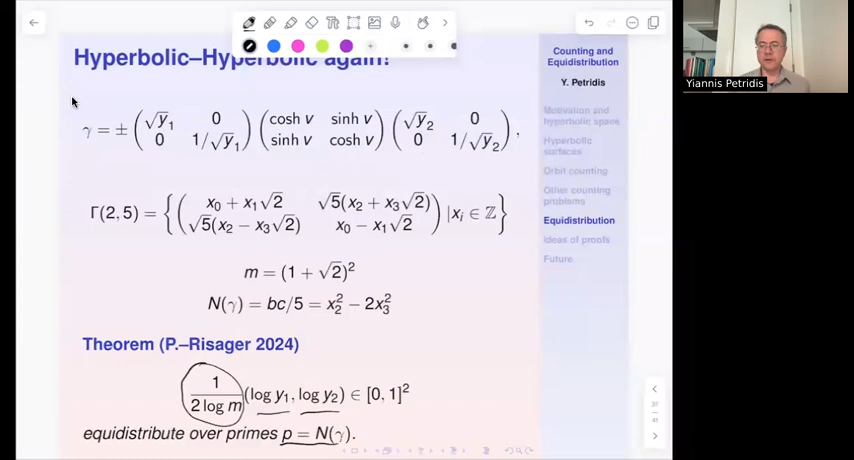 Hyperbolic–Hyperbolic again!
γ = ± (√y₁ 0 0 1/√y₁) (cosh v sinh v sinh v cosh v) (√y₂ 0 0 1/√y₂) ,
Γ(2, 5) = { ( x₀ + x₁√2 √5(x₂ + x₃√2) √5(x₂ − x₃√2) x₀ − x₁√2 ) |xᵢ ∈ ℤ }
m = (1 + √2)²
N(γ) = bc/5 = x₂² − 2x₃²
Theorem (P.–Risager 2024)
1/(2 log m) (log y₁, log y₂) ∈ [0, 1]²
equidistribute over primes p = N(γ).
Counting and
Equidistribution
Y. Petridis
Motivation and
hyperbolic space
Hyperbolic
surfaces
Orbit counting
Other counting
problems
Equidistribution
Ideas of proofs
Future
37
41
Yiannis Petridis